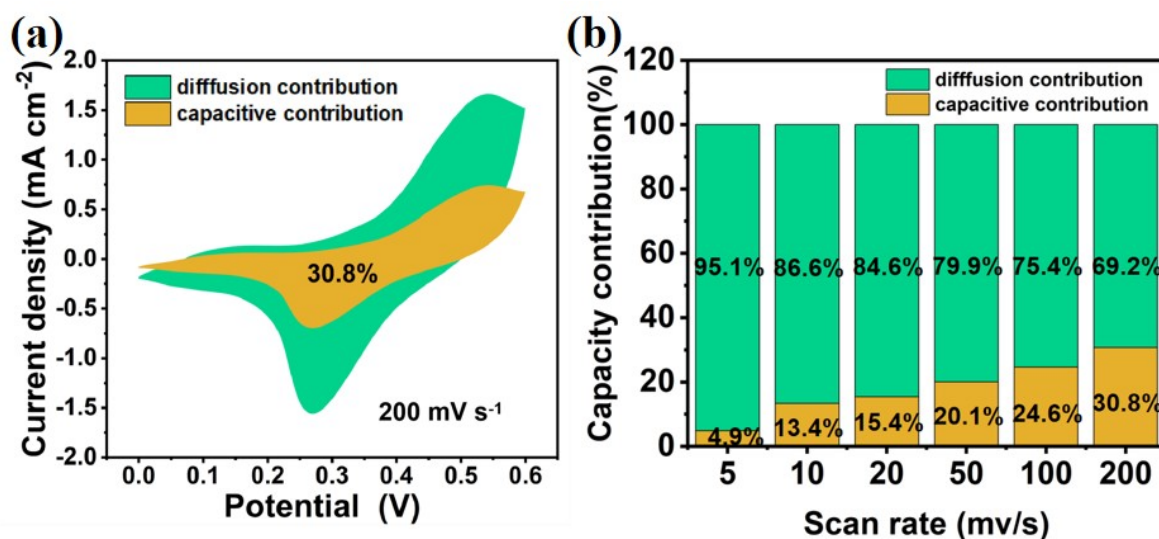 (a)
2.0
1.5
1.0
0.5
0.0
-0.5
-1.0
-1.5
-2.0
Current density (mA cm-2)
difffusion contribution
capacitive contribution
30.8%
200 mV s-1
0.0 0.1 0.2 0.3 0.4 0.5 0.6
Potential (V)
(b)
120
100
80
60
40
20
0
Capacity contribution(%)
difffusion contribution
capacitive contribution
95.1% 86.6% 84.6% 79.9% 75.4% 69.2%
4.9% 13.4% 15.4% 20.1% 24.6% 30.8%
5 10 20 50 100 200
Scan rate (mv/s)